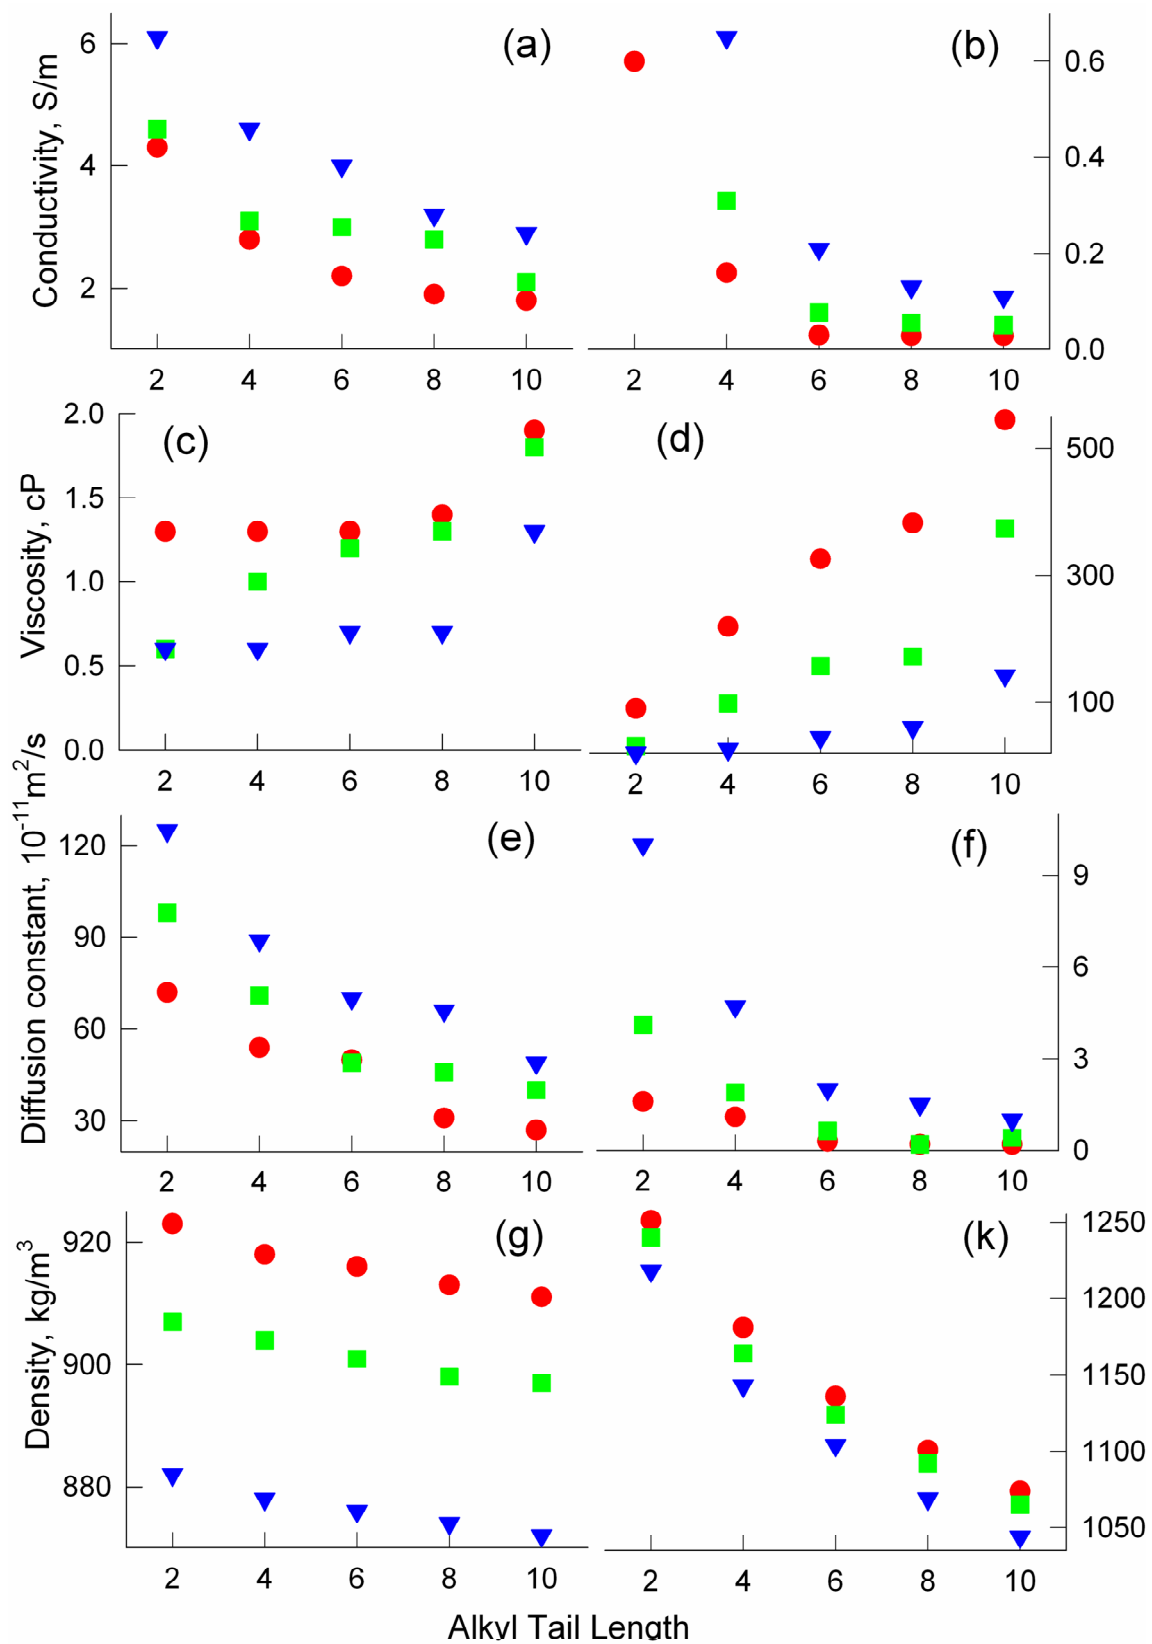 (a)
(b)
Conductivity, S/m
6
4
2
0.6
0.4
0.2
0.0
2 4 6 8 10
2 4 6 8 10
(c)
(d)
Viscosity, cP
2.0
1.5
1.0
0.5
0.0
500
300
100
2 4 6 8 10
2 4 6 8 10
(e)
(f)
Diffusion constant, 10⁻¹¹m²/s
120
90
60
30
9
6
3
0
2 4 6 8 10
2 4 6 8 10
(g)
(k)
Density, kg/m³
920
900
880
1250
1200
1150
1100
1050
2 4 6 8 10
2 4 6 8 10
Alkyl Tail Length